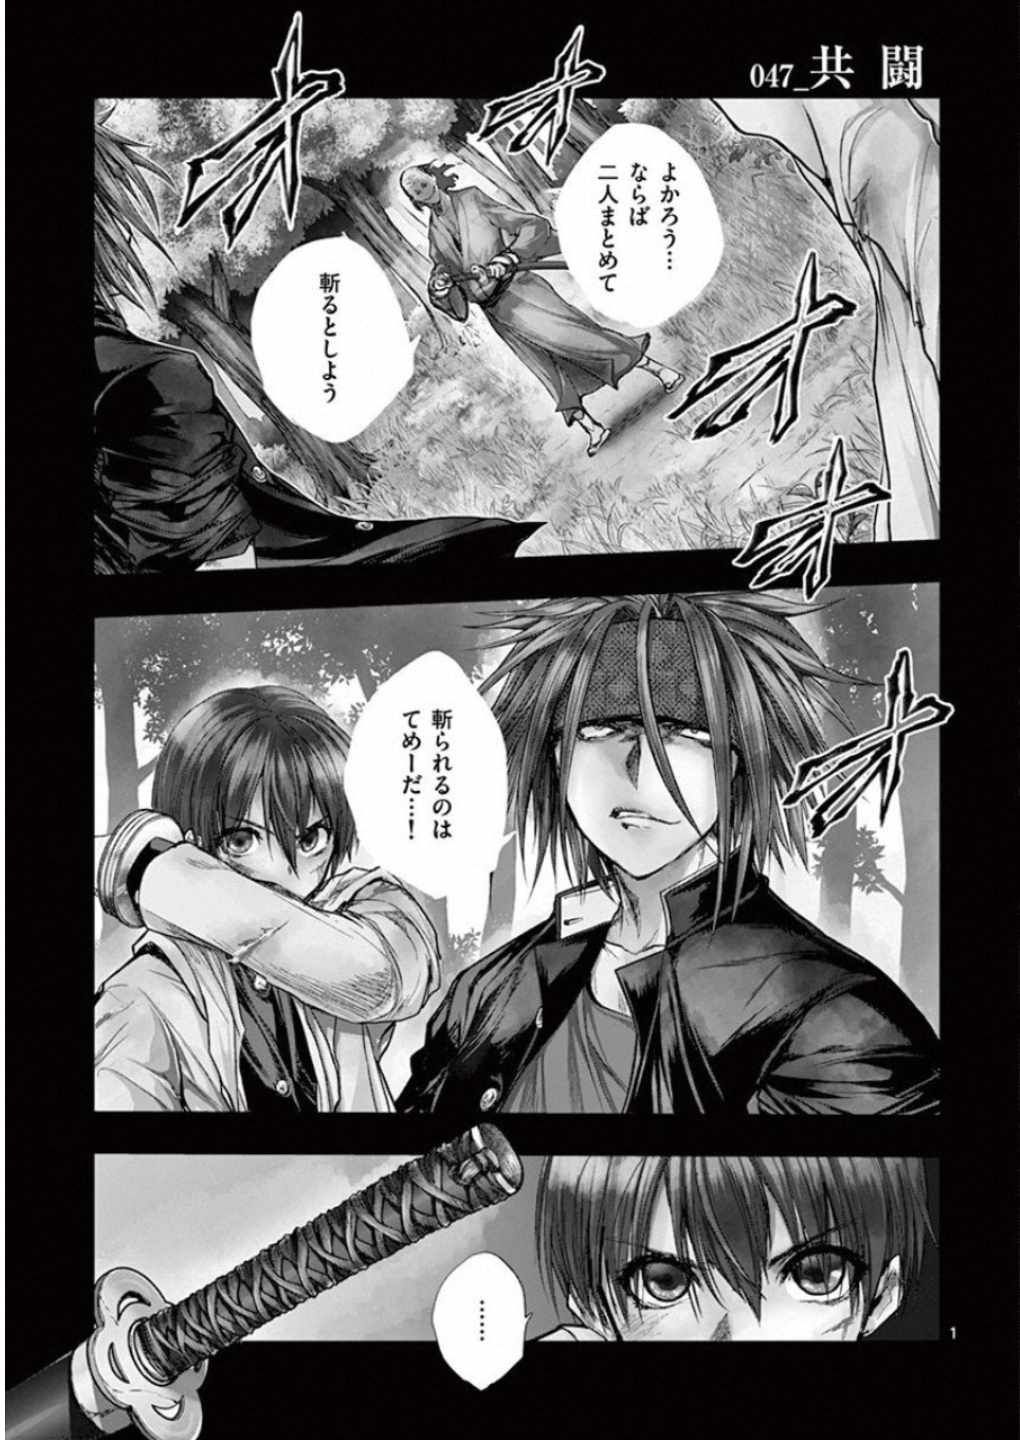 047_共闘
よかろう…
ならば
二人まとめて
斬るとしよう
オ
オ
オ
オ
オ
斬られるのは
てめーだ…！
……
1